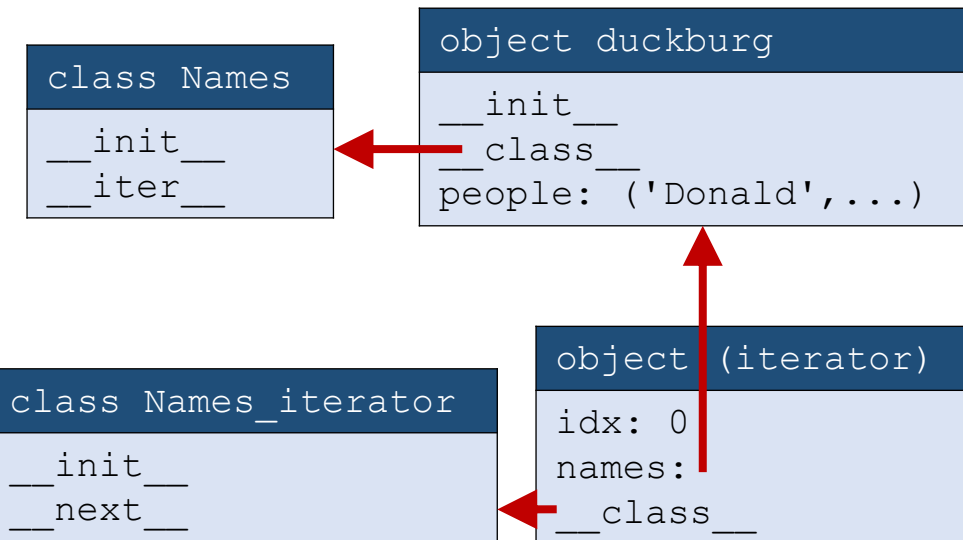 class Names
__init__
__iter__
object duckburg
__init__
__class__
people: ('Donald',...)
class Names_iterator
__init__
__next__
object (iterator)
idx: 0
names:
__class__